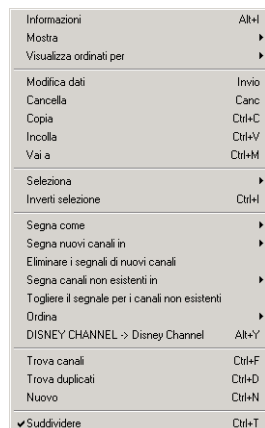 Informazioni Alt+I
Mostra
Visualizza ordinati per
Modifica dati Invio
Cancella Canc
Copia Ctrl+C
Incolla Ctrl+V
Vai a Ctrl+M
Seleziona
Inverti selezione Ctrl+I
Segna come
Segna nuovi canali in
Eliminare i segnali di nuovi canali
Segna canali non esistenti in
Togliere il segnale per i canali non esistenti
Ordina
DISNEY CHANNEL -> Disney Channel Alt+Y
Trova canali Ctrl+F
Trova duplicati Ctrl+D
Nuovo Ctrl+N
Suddividere Ctrl+T